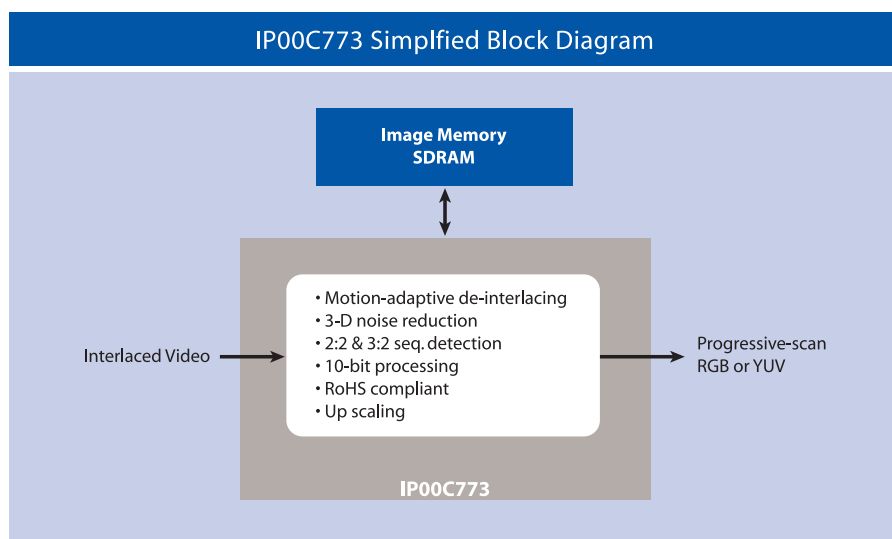 IP00C773 Simplfied Block Diagram
Image Memory
SDRAM
• Motion-adaptive de-interlacing
• 3-D noise reduction
• 2:2 & 3:2 seq. detection
• 10-bit processing
• RoHS compliant
• Up scaling
Interlaced Video
Progressive-scan
RGB or YUV
IP00C773